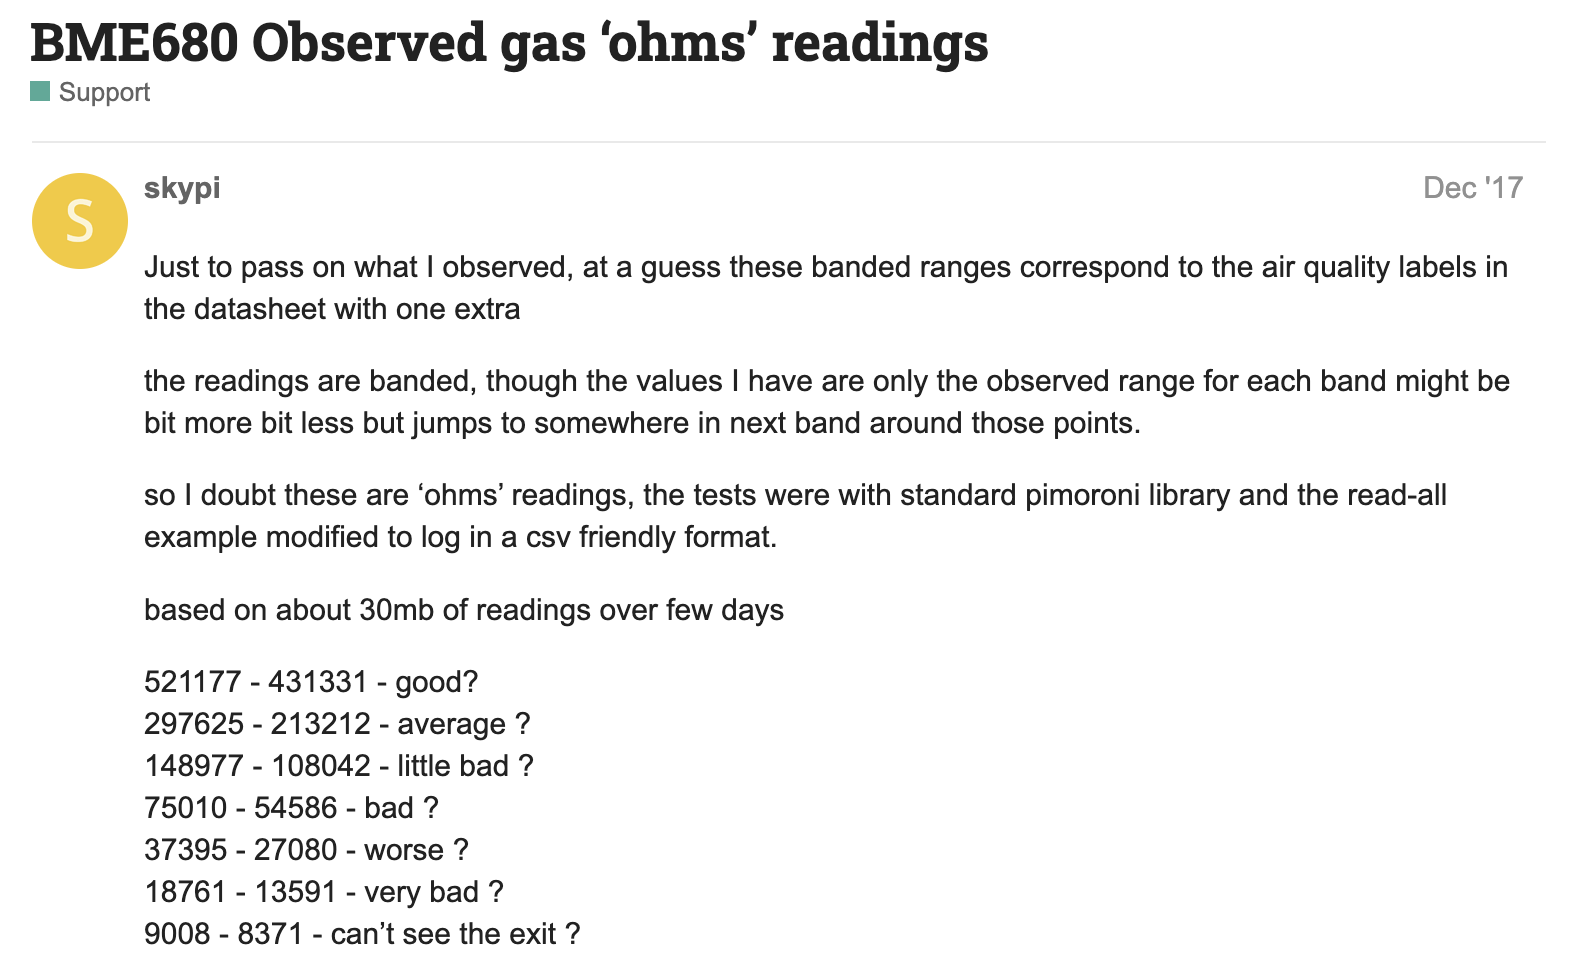 BME680 Observed gas ‘ohms’ readings
Support
S
skypi
Dec '17
Just to pass on what I observed, at a guess these banded ranges correspond to the air quality labels in
the datasheet with one extra
the readings are banded, though the values I have are only the observed range for each band might be
bit more bit less but jumps to somewhere in next band around those points.
so I doubt these are ‘ohms’ readings, the tests were with standard pimoroni library and the read-all
example modified to log in a csv friendly format.
based on about 30mb of readings over few days
521177 - 431331 - good?
297625 - 213212 - average ?
148977 - 108042 - little bad ?
75010 - 54586 - bad ?
37395 - 27080 - worse ?
18761 - 13591 - very bad ?
9008 - 8371 - can’t see the exit ?